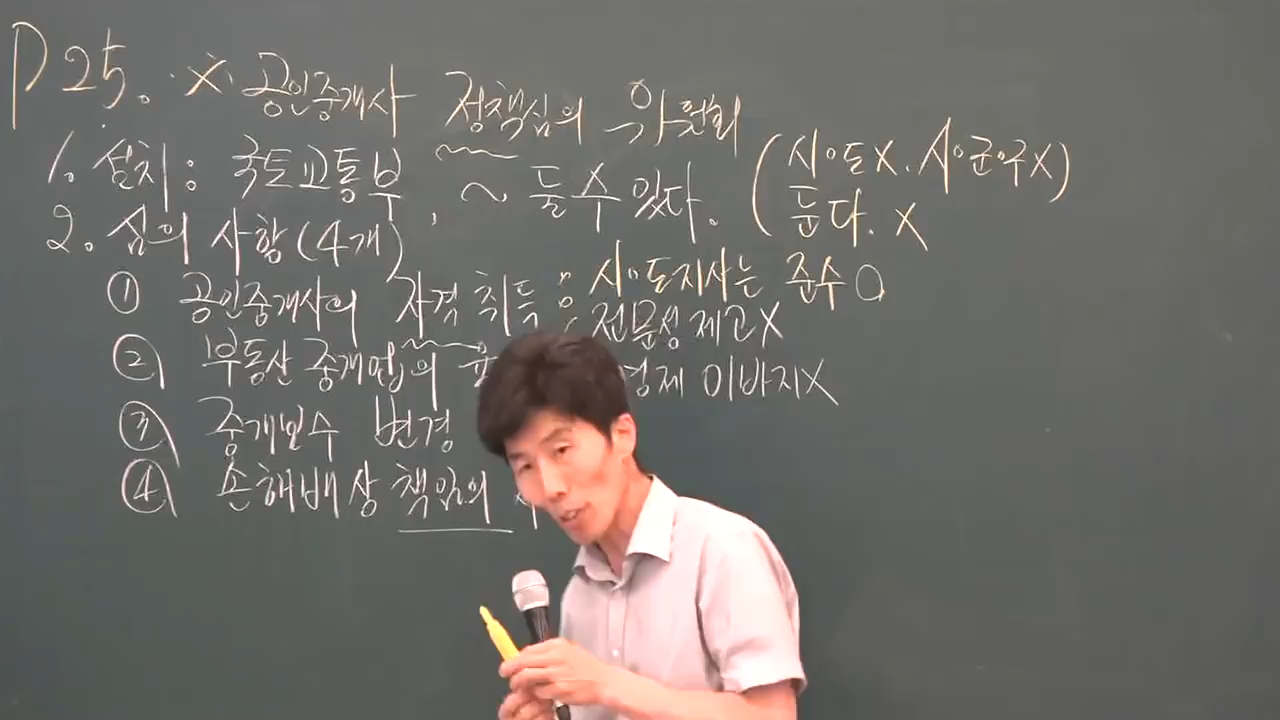 P 25. ※ 공인중개사 정책심의 위원회
1. 설치 : 국토교통부, ~ 둘 수 있다. (시·도X. 시·군·구X)
둔다. X
2. 심의 사항(4개)
① 공인중개사의 자격취득 : 시·도지사는 준수O
전문성 제고X
② 부동산 중개업의 경제 이바지X
③ 중개보수 변경
④ 손해배상 책임의